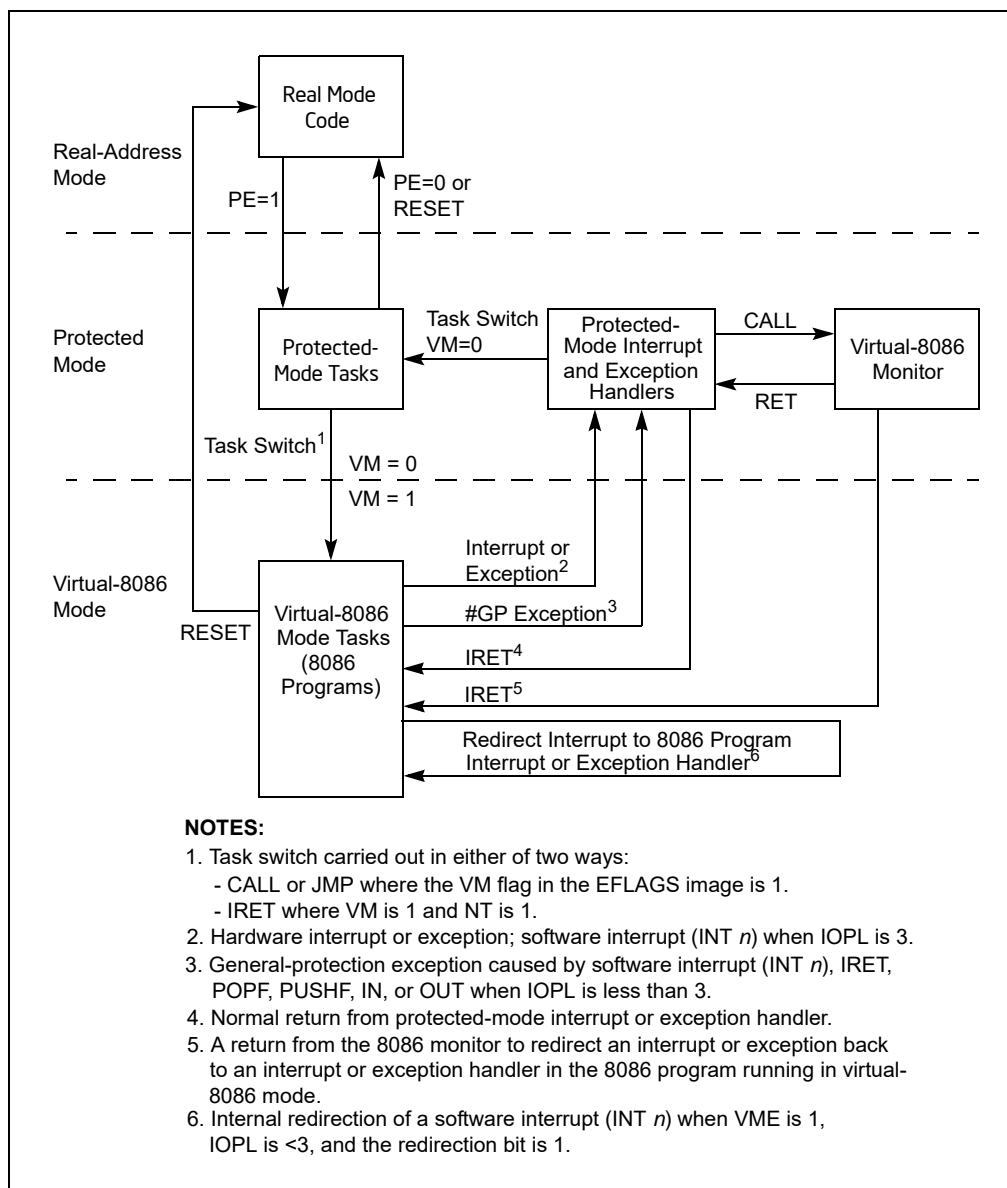 Real Mode
Code
Real-Address
Mode
PE=1
PE=0 or
RESET
Protected
Mode
Protected-
Mode Tasks
Task Switch
VM=0
Protected-
Mode Interrupt
and Exception
Handlers
CALL
RET
Virtual-8086
Monitor
Task Switch1
VM = 0
VM = 1
Virtual-8086
Mode
RESET
Virtual-8086
Mode Tasks
(8086
Programs)
Interrupt or
Exception2
#GP Exception3
IRET4
IRET5
Redirect Interrupt to 8086 Program
Interrupt or Exception Handler6
NOTES:
1. Task switch carried out in either of two ways:
- CALL or JMP where the VM flag in the EFLAGS image is 1.
- IRET where VM is 1 and NT is 1.
2. Hardware interrupt or exception; software interrupt (INT n) when IOPL is 3.
3. General-protection exception caused by software interrupt (INT n), IRET,
POPF, PUSHF, IN, or OUT when IOPL is less than 3.
4. Normal return from protected-mode interrupt or exception handler.
5. A return from the 8086 monitor to redirect an interrupt or exception back
to an interrupt or exception handler in the 8086 program running in virtual-
8086 mode.
6. Internal redirection of a software interrupt (INT n) when VME is 1,
IOPL is <3, and the redirection bit is 1.